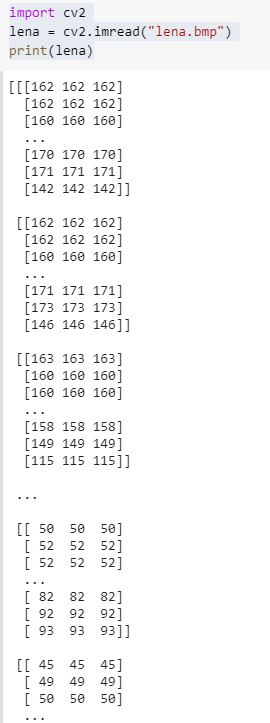 import cv2
lena = cv2.imread("lena.bmp")
print(lena)
[[[162 162 162]
  [162 162 162]
  [160 160 160]
  ...
  [170 170 170]
  [171 171 171]
  [142 142 142]]

 [[162 162 162]
  [162 162 162]
  [160 160 160]
  ...
  [171 171 171]
  [173 173 173]
  [146 146 146]]

 [[163 163 163]
  [160 160 160]
  [160 160 160]
  ...
  [158 158 158]
  [149 149 149]
  [115 115 115]]

 ...

 [[ 50  50  50]
  [ 52  52  52]
  [ 52  52  52]
  ...
  [ 82  82  82]
  [ 92  92  92]
  [ 93  93  93]]

 [[ 45  45  45]
  [ 49  49  49]
  [ 50  50  50]
  ...